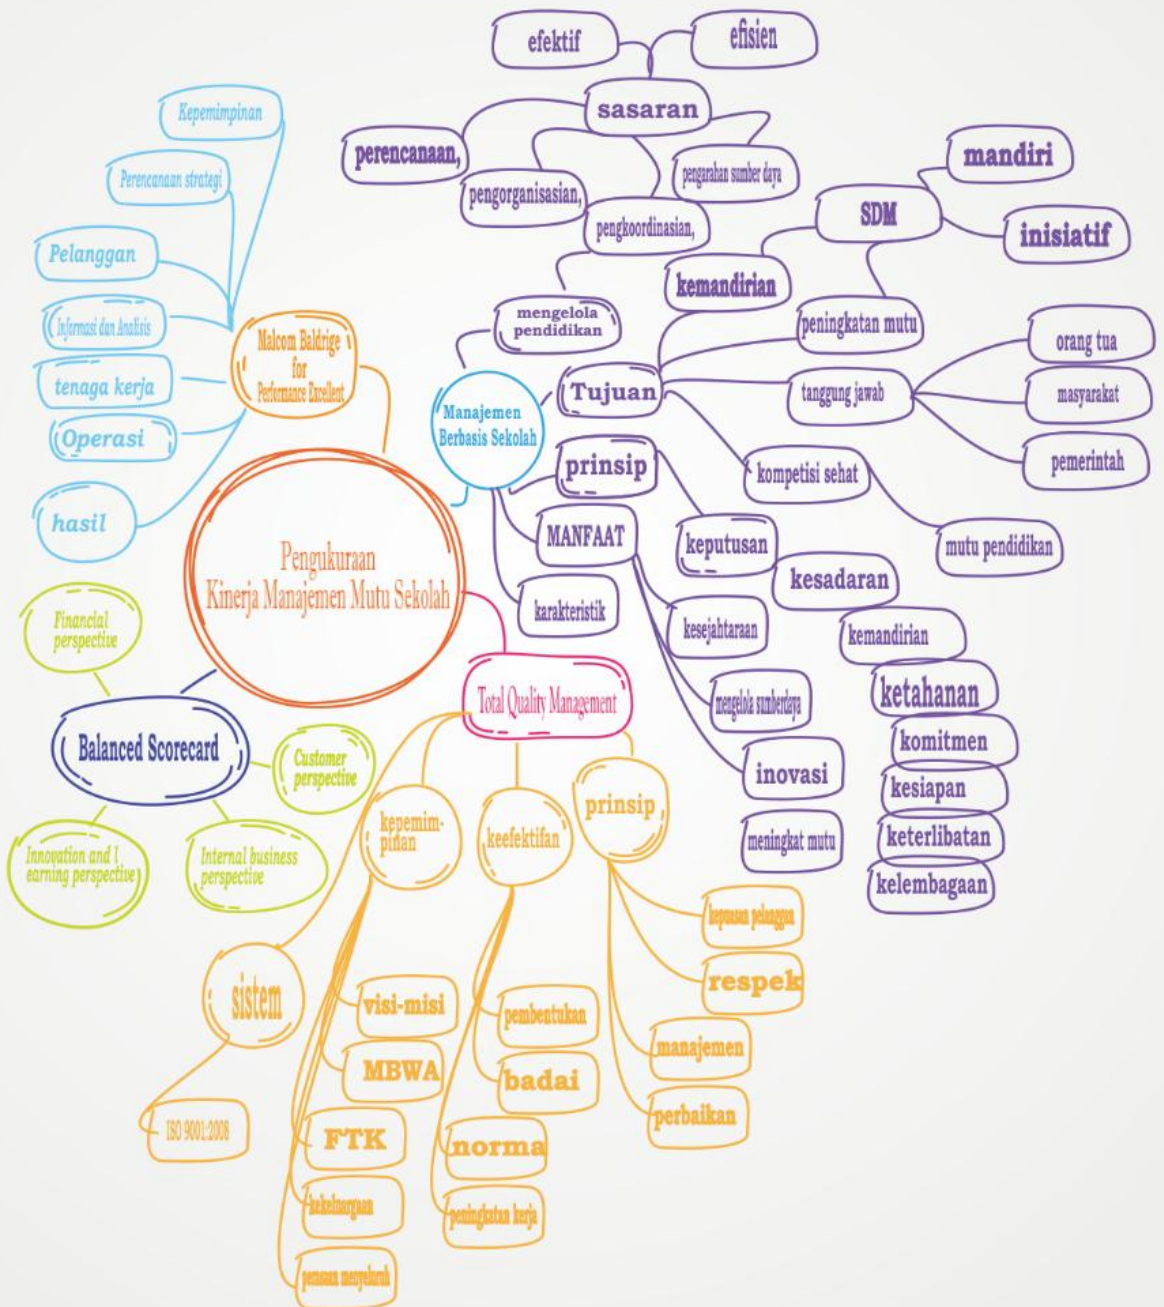 efektif
efisien
sasaran
perencanaan,
pengorganisasian,
pengkoordinasian,
pengarahan sumber daya
Kepemimpinan
Perencanaan strategi
Pelanggan
Informasi dan Analisis
tenaga kerja
Operasi
hasil
Malcom Baldrige
for
Performance Excellent
mengelola
pendidikan
Manajemen
Berbasis Sekolah
mandiri
SDM
inisiatif
kemandirian
peningkatan mutu
Tujuan
tanggung jawab
orang tua
masyarakat
pemerintah
kompetisi sehat
mutu pendidikan
prinsip
MANFAAT
karakteristik
keputusan
kesadaran
kemandirian
ketahanan
komitmen
kesiapan
keterlibatan
kelembagaan
kesejahtaraan
mengelola sumberdaya
inovasi
meningkat mutu
Pengukuraan
Kinerja Manajemen Mutu Sekolah
Financial
perspective
Balanced Scorecard
Customer
perspective
Innovation and l
earning perspective
Internal business
perspective
Total Quality Management
kepemim-
pinan
keefektifan
prinsip
sistem
ISO 9001:2008
visi-misi
MBWA
FTK
kekeluargaan
menyeluruh
pembentukan
badai
norma
peningkatan kerja
kepuasan pelanggan
respek
manajemen
perbaikan